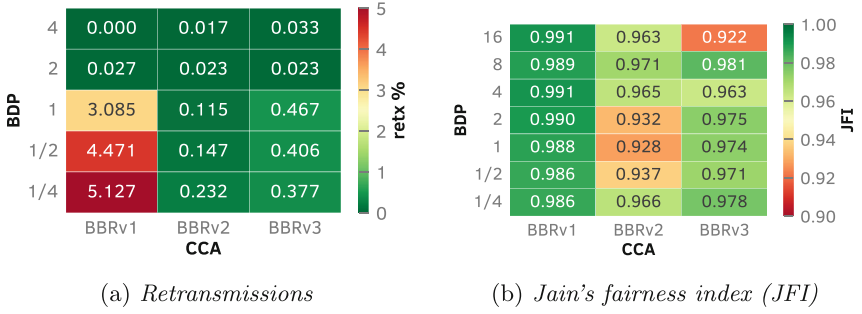 4 0.000 0.017 0.033
2 0.027 0.023 0.023
1 3.085 0.115 0.467
1/2 4.471 0.147 0.406
1/4 5.127 0.232 0.377
BBRv1 BBRv2 BBRv3
CCA
BDP
5
4
3
2
1
0
retx %
(a) Retransmissions
16 0.991 0.963 0.922
8 0.989 0.971 0.981
4 0.991 0.965 0.963
2 0.990 0.932 0.975
1 0.988 0.928 0.974
1/2 0.986 0.937 0.971
1/4 0.986 0.966 0.978
BBRv1 BBRv2 BBRv3
CCA
BDP
1.00
0.98
0.96
0.94
0.92
0.90
JFI
(b) Jain's fairness index (JFI)